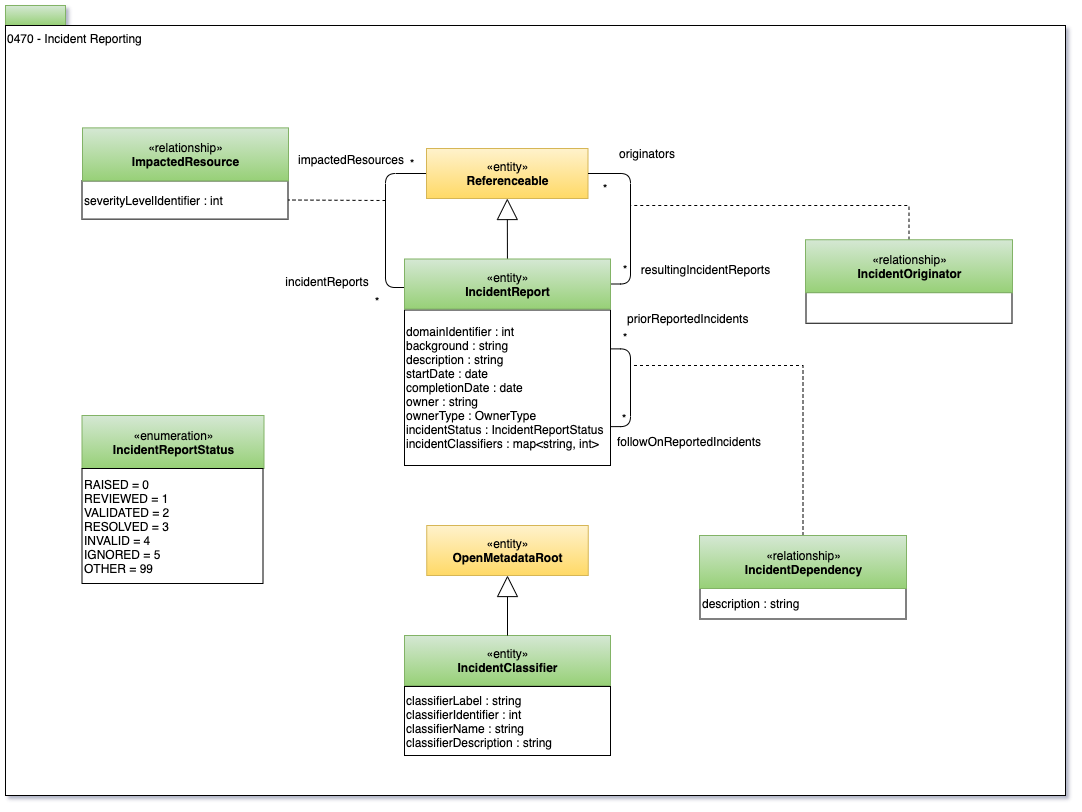 0470 - Incident Reporting
«relationship»
ImpactedResource
severityLevelIdentifier : int
impactedResources
*
«entity»
Referenceable
originators
*
incidentReports
*
«entity»
IncidentReport
domainIdentifier : int
background : string
description : string
startDate : date
completionDate : date
owner : string
ownerType : OwnerType
incidentStatus : IncidentReportStatus
incidentClassifiers : map<string, int>
*
resultingIncidentReports
«relationship»
IncidentOriginator
priorReportedIncidents
*
*
followOnReportedIncidents
«enumeration»
IncidentReportStatus
RAISED = 0
REVIEWED = 1
VALIDATED = 2
RESOLVED = 3
INVALID = 4
IGNORED = 5
OTHER = 99
«entity»
OpenMetadataRoot
«relationship»
IncidentDependency
description : string
«entity»
IncidentClassifier
classifierLabel : string
classifierIdentifier : int
classifierName : string
classifierDescription : string